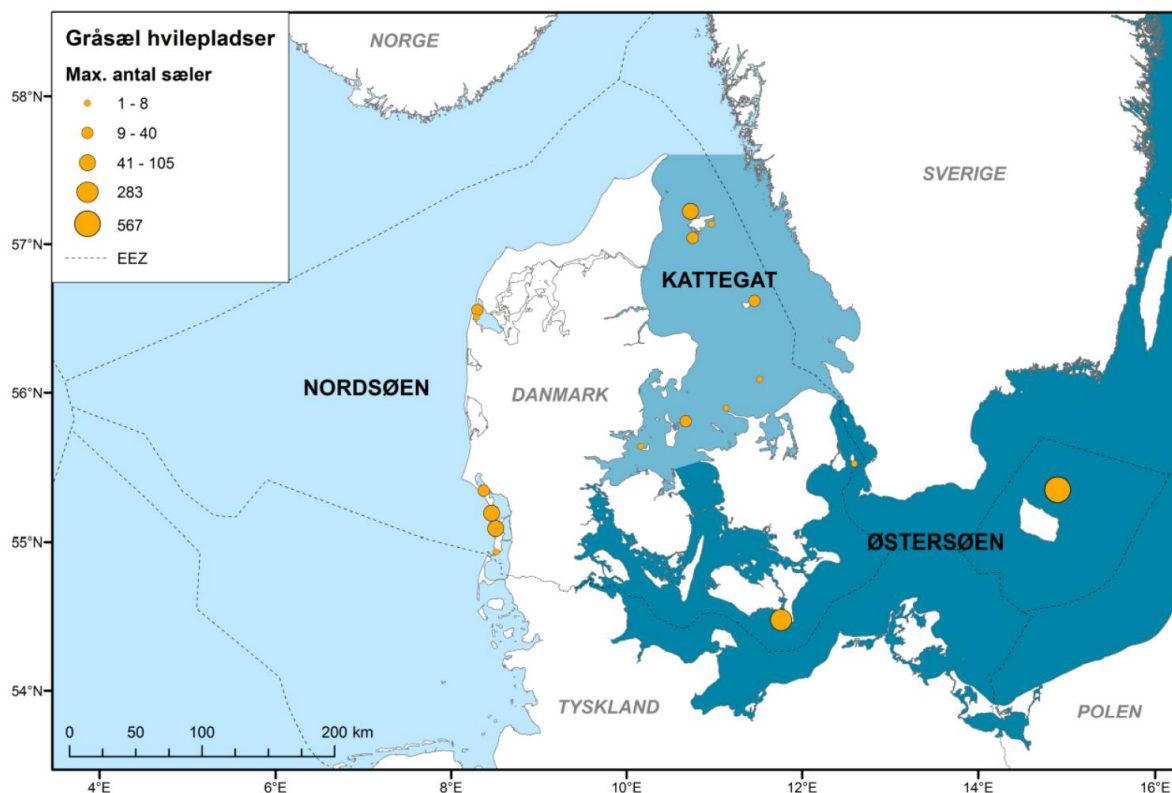 Gråsæl hvilepladser
Max. antal sæler
1 - 8
9 - 40
41 - 105
283
567
EEZ
NORGE
SVERIGE
KATTEGAT
NORDSØEN
DANMARK
ØSTERSØEN
TYSKLAND
POLEN
58°N
57°N
56°N
55°N
54°N
0 50 100 200 km
4°E 6°E 8°E 10°E 12°E 14°E 16°E